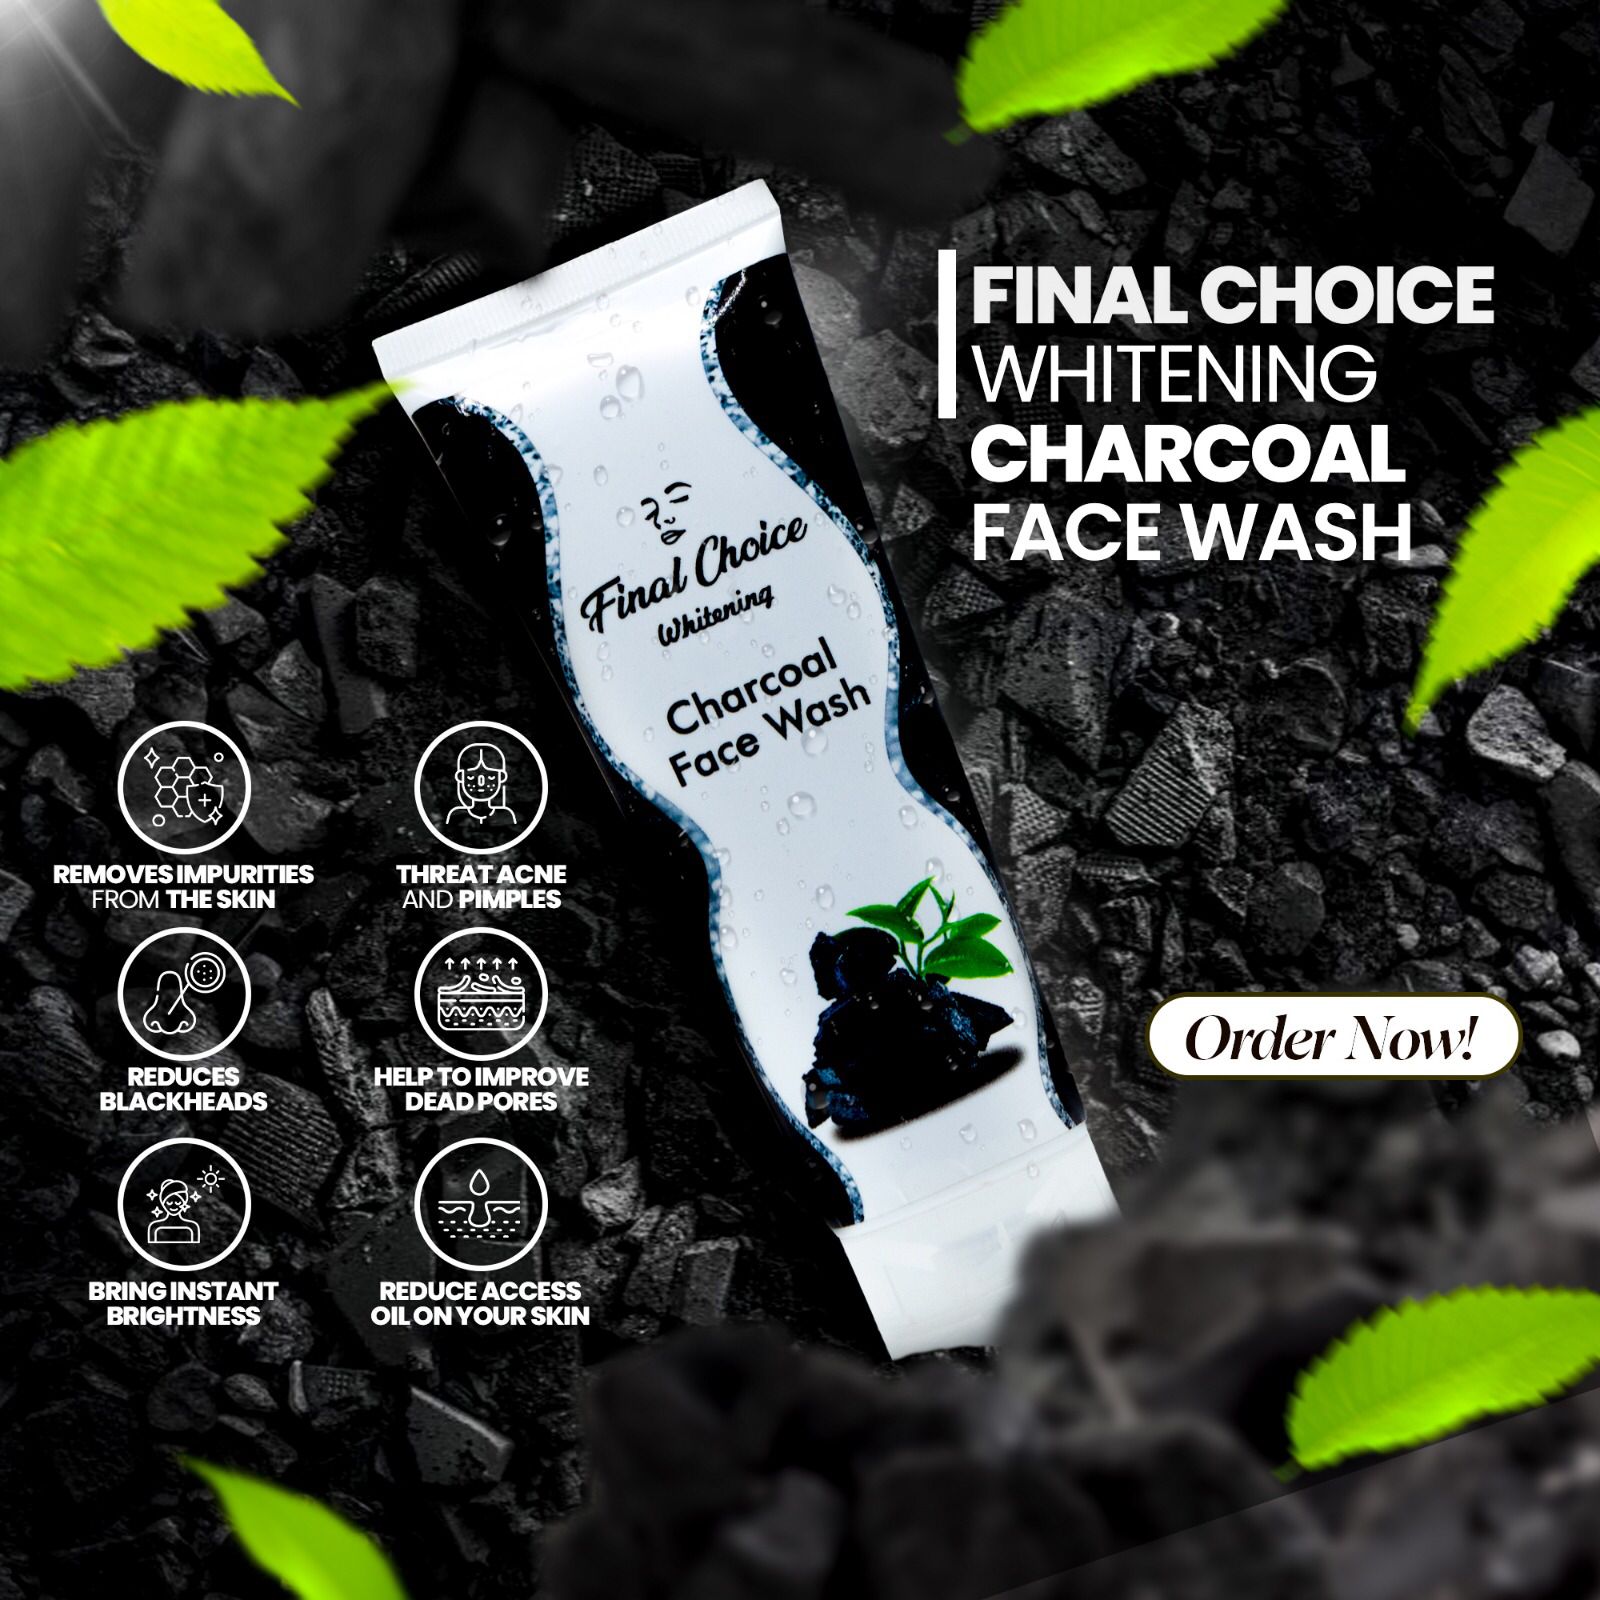 FINAL CHOICE
WHITENING
CHARCOAL
FACE WASH
Final Choice
Whitening
Charcoal
Face Wash
REMOVES IMPURITIES
FROM THE SKIN
THREAT ACNE
AND PIMPLES
REDUCES
BLACKHEADS
HELP TO IMPROVE
DEAD PORES
BRING INSTANT
BRIGHTNESS
REDUCE ACCESS
OIL ON YOUR SKIN
Order Now!